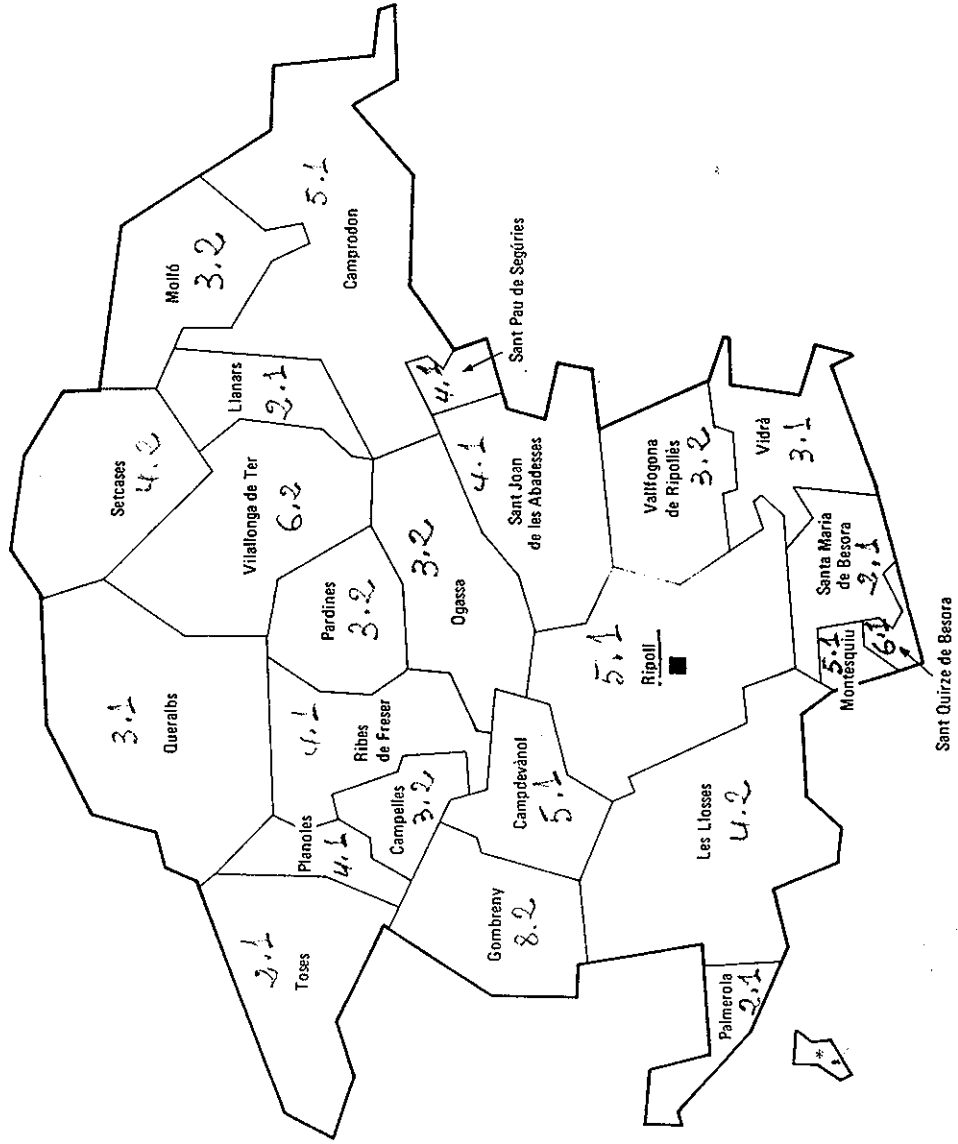 Setcases
4.2
Molló
3.2
Queralbs
3.1
Llanars
2.1
Vilallonga de Ter
6.2
Camprodon
5.1
Toses
2.1
Planoles
4.1
Ribes
de Freser
4.1
Pardines
3.2
Campelles
3.2
Ogassa
3.2
Sant Pau de Segúries
Gombreny
8.2
Campdevànol
5.1
Sant Joan
de les Abadesses
4.1
5.1
Ripoll
Vallfogona
de Ripollès
3.2
Les Llosses
4.2
Vidrà
3.1
Palmerola
2.1
5.1
Montesquiu
Santa Maria
de Besora
2.1
6.1
Sant Quirze de Besora
*